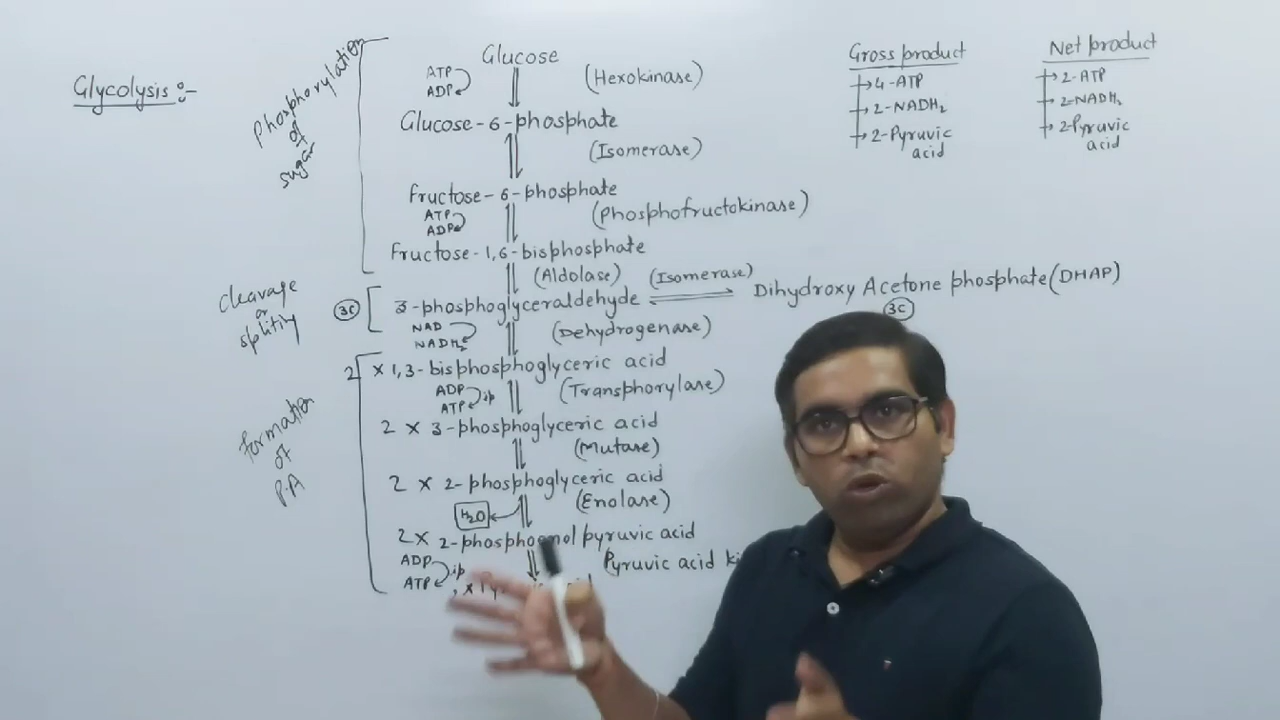 Glycolysis :-
Phosphorylation
of
sugar
Glucose
ATP
ADP
(Hexokinase)
Glucose-6-phosphate
(Isomerase)
Fructose-6-phosphate
ATP
ADP
(Phosphofructokinase)
Fructose-1,6-bisphosphate
(Aldolase)
(Isomerase)
cleavage
or
3C
3-phosphoglyceraldehyde
Dihydroxy Acetone phosphate (DHAP)
3C
NAD
NADH2
(Dehydrogenase)
Formation
of
P.A
2 × 1,3-bisphosphoglyceric acid
ADP
ATP
ip
(Transphorylase)
2 × 3-phosphoglyceric acid
(Mutase)
2 × 2-phosphoglyceric acid
H2O
(Enolase)
2 × 2-phosphoenol pyruvic acid
ADP
ATP
ip
Pyruvic acid ki
Gross product
4-ATP
2-NADH2
2-Pyruvic
acid
Net product
2-ATP
2-NADH2
2-Pyruvic
acid